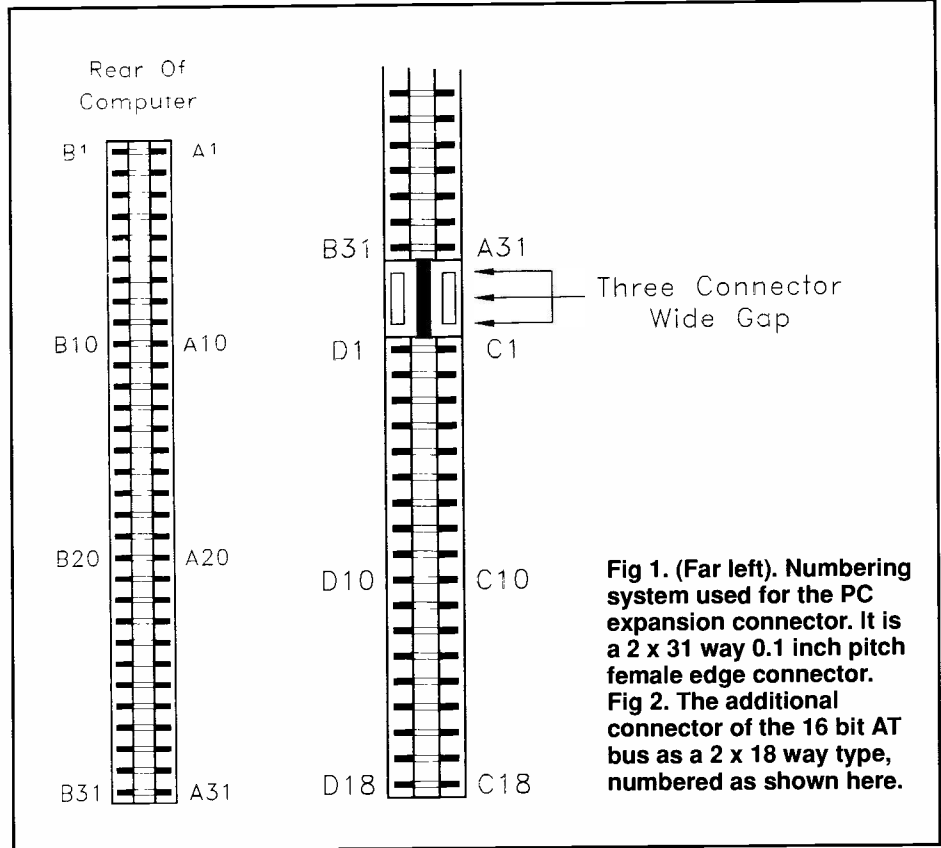 Rear Of
Computer
B1 A1
B10 A10
B20 A20
B31 A31
B31 A31
Three Connector
Wide Gap
D1 C1
D10 C10
D18 C18
Fig 1. (Far left). Numbering
system used for the PC
expansion connector. It is
a 2 x 31 way 0.1 inch pitch
female edge connector.
Fig 2. The additional
connector of the 16 bit AT
bus as a 2 x 18 way type,
numbered as shown here.